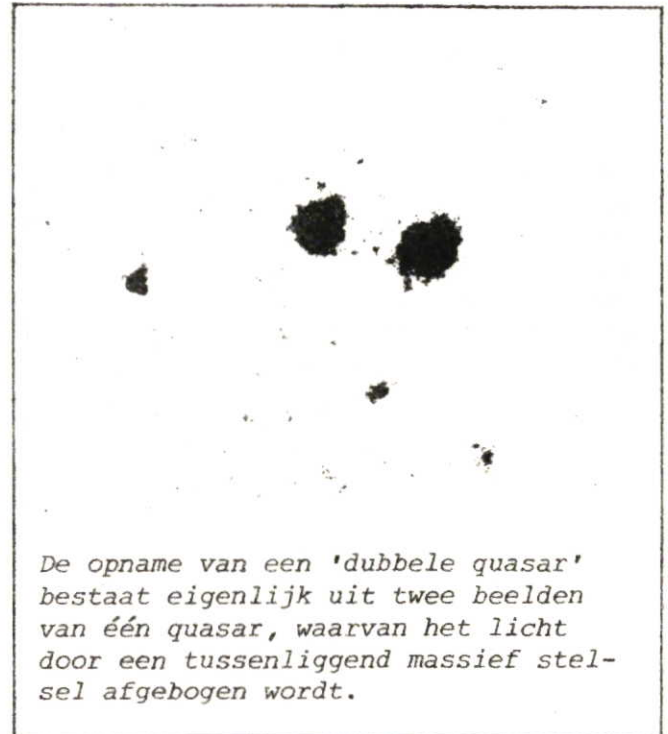 De opname van een 'dubbele quasar'
bestaat eigenlijk uit twee beelden
van één quasar, waarvan het licht
door een tussenliggend massief stel-
sel afgebogen wordt.